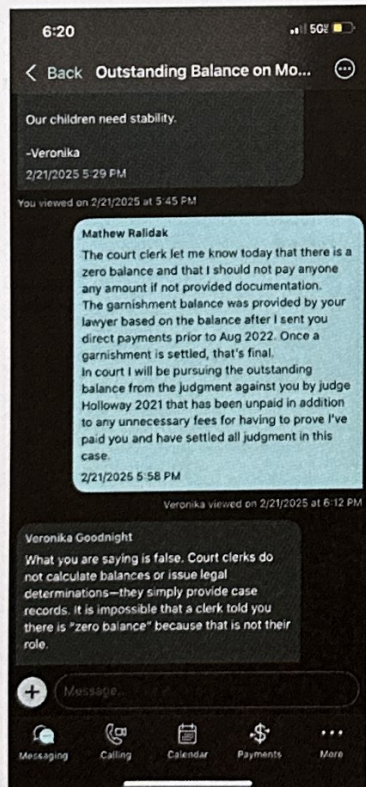 6:20
5G
Back Outstanding Balance on Mo...
Our children need stability.
-Veronika
2/21/2025 5:29 PM
You viewed on 2/21/2025 at 5:45 PM
Mathew Ralidak
The court clerk let me know today that there is a
zero balance and that I should not pay anyone
any amount if not provided documentation.
The garnishment balance was provided by your
lawyer based on the balance after I sent you
direct payments prior to Aug 2022. Once a
garnishment is settled, that's final.
In court I will be pursuing the outstanding
balance from the judgment against you by judge
Holloway 2021 that has been unpaid in addition
to any unnecessary fees for having to prove I've
paid you and have settled all judgment in this
case.
2/21/2025 5:58 PM
Veronika viewed on 2/21/2025 at 6:12 PM
Veronika Goodnight
What you are saying is false. Court clerks do
not calculate balances or issue legal
determinations—they simply provide case
records. It is impossible that a clerk told you
there is "zero balance" because that is not their
role.
Message...
Messaging Calling Calendar Payments More